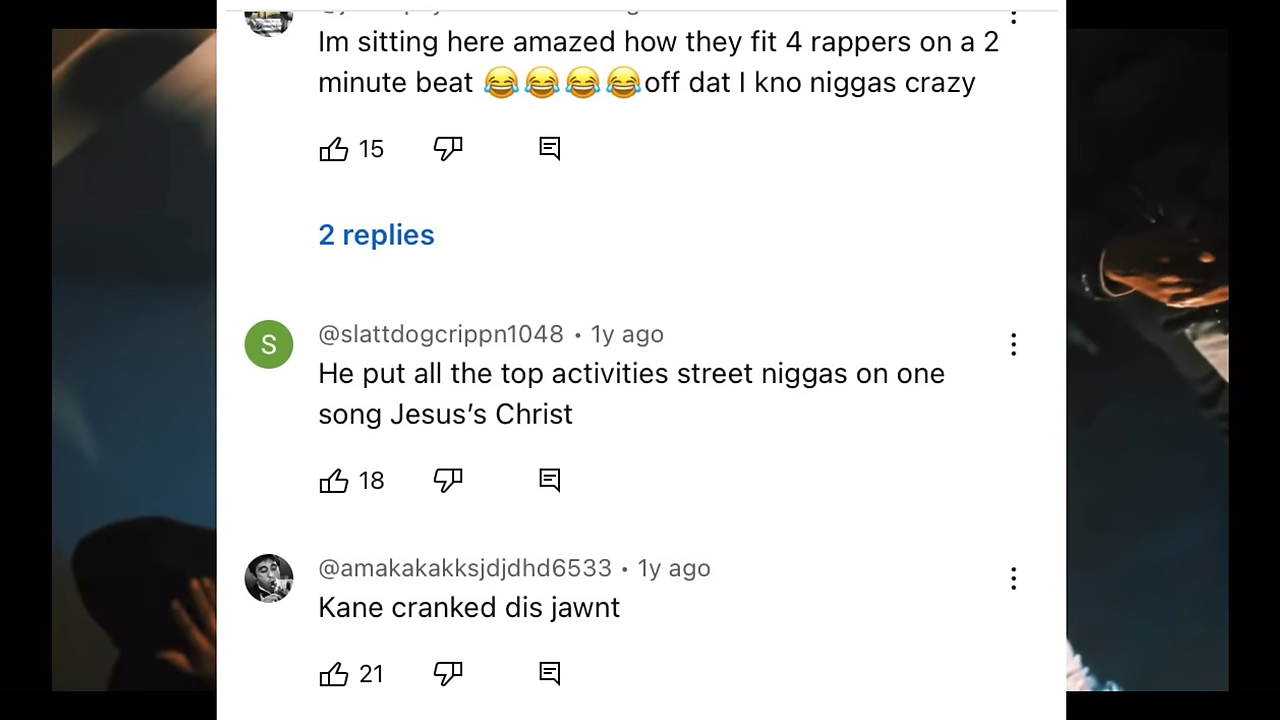 Im sitting here amazed how they fit 4 rappers on a 2
minute beat 😂😂😂😂off dat I kno niggas crazy
15
2 replies
@slattdogcrippn1048 • 1y ago
S
He put all the top activities street niggas on one
song Jesus’s Christ
18
@amakakakksjdjdhd6533 • 1y ago
Kane cranked dis jawnt
21